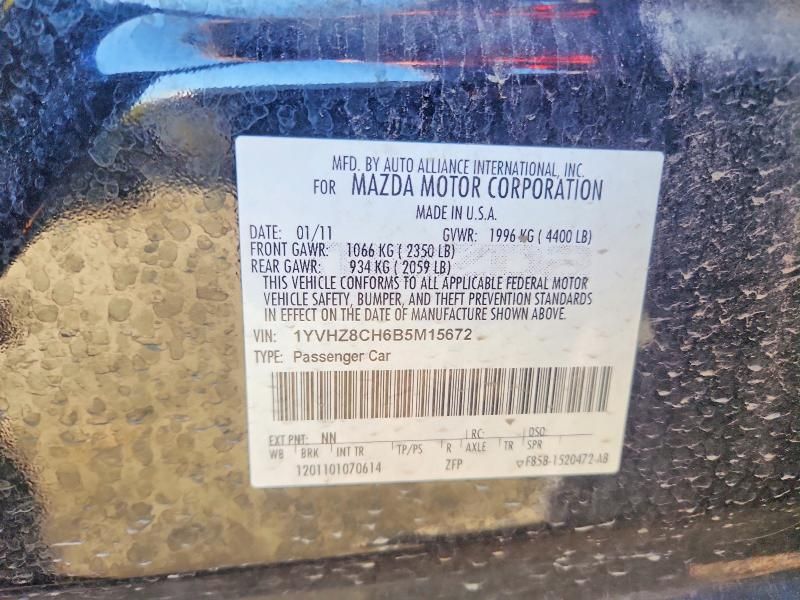 MFD. BY AUTO ALLIANCE INTERNATIONAL, INC.
FOR MAZDA MOTOR CORPORATION
MADE IN U.S.A.
DATE: 01/11 GVWR: 1996 KG ( 4400 LB)
FRONT GAWR: 1066 KG ( 2350 LB)
REAR GAWR: 934 KG ( 2059 LB)
THIS VEHICLE CONFORMS TO ALL APPLICABLE FEDERAL MOTOR
VEHICLE SAFETY, BUMPER, AND THEFT PREVENTION STANDARDS
IN EFFECT ON THE DATE OF MANUFACTURE SHOWN ABOVE.
VIN: 1YVHZ8CH6B5M15672
TYPE: Passenger Car
EXT PNT: NN RC: DSO:
WB BRK INT TR TP/PS R AXLE TR SPR
1201101070614 ZFP F85B-1520472-AB